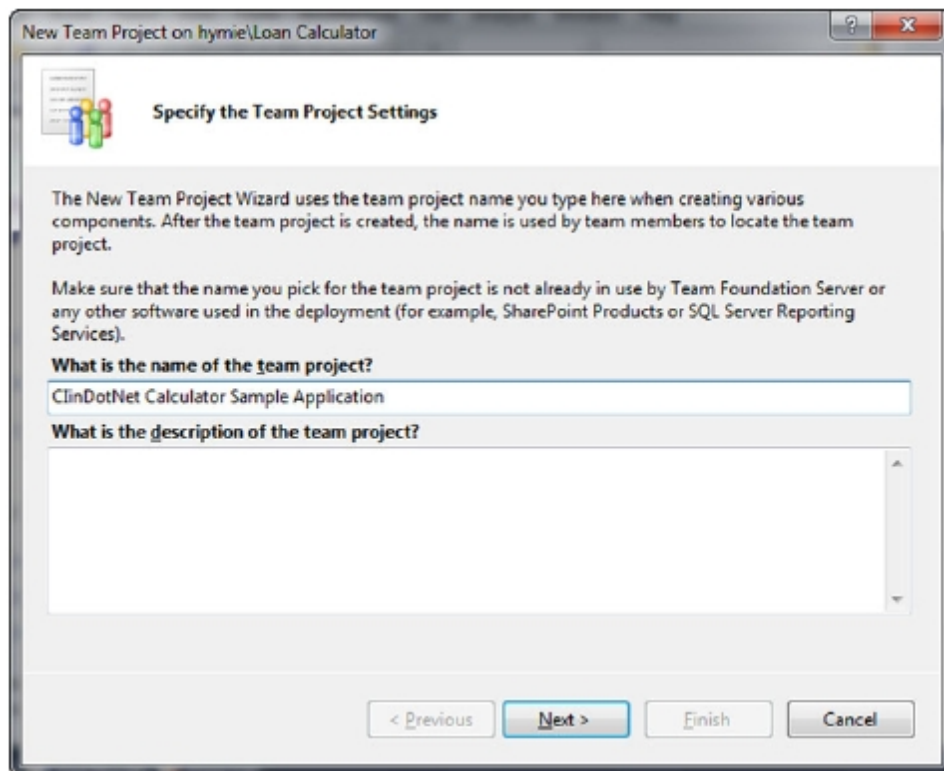 New Team Project on hymie\Loan Calculator
Specify the Team Project Settings
The New Team Project Wizard uses the team project name you type here when creating various
components. After the team project is created, the name is used by team members to locate the team
project.
Make sure that the name you pick for the team project is not already in use by Team Foundation Server or
any other software used in the deployment (for example, SharePoint Products or SQL Server Reporting
Services).
What is the name of the team project?
CIinDotNet Calculator Sample Application
What is the description of the team project?
< Previous
Next >
Finish
Cancel